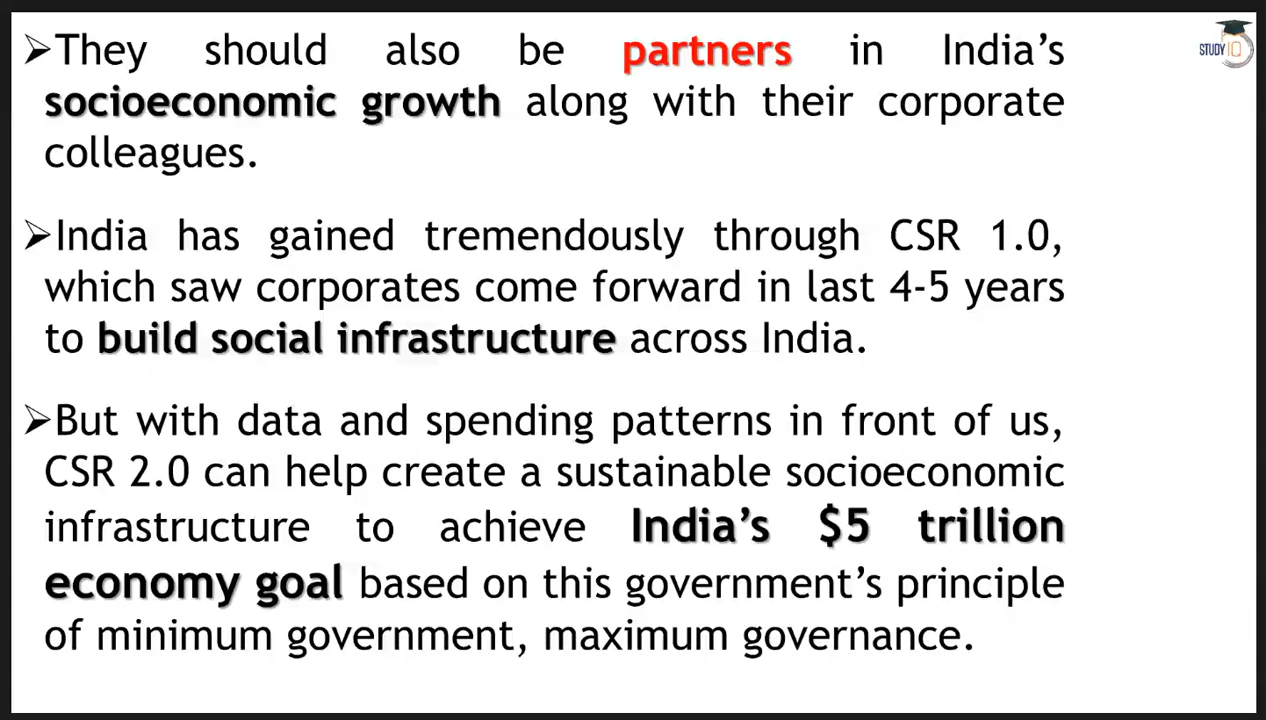 ➢They should also be partners in India’s
socioeconomic growth along with their corporate
colleagues.
➢India has gained tremendously through CSR 1.0,
which saw corporates come forward in last 4-5 years
to build social infrastructure across India.
➢But with data and spending patterns in front of us,
CSR 2.0 can help create a sustainable socioeconomic
infrastructure to achieve India’s $5 trillion
economy goal based on this government’s principle
of minimum government, maximum governance.
STUDY IQ